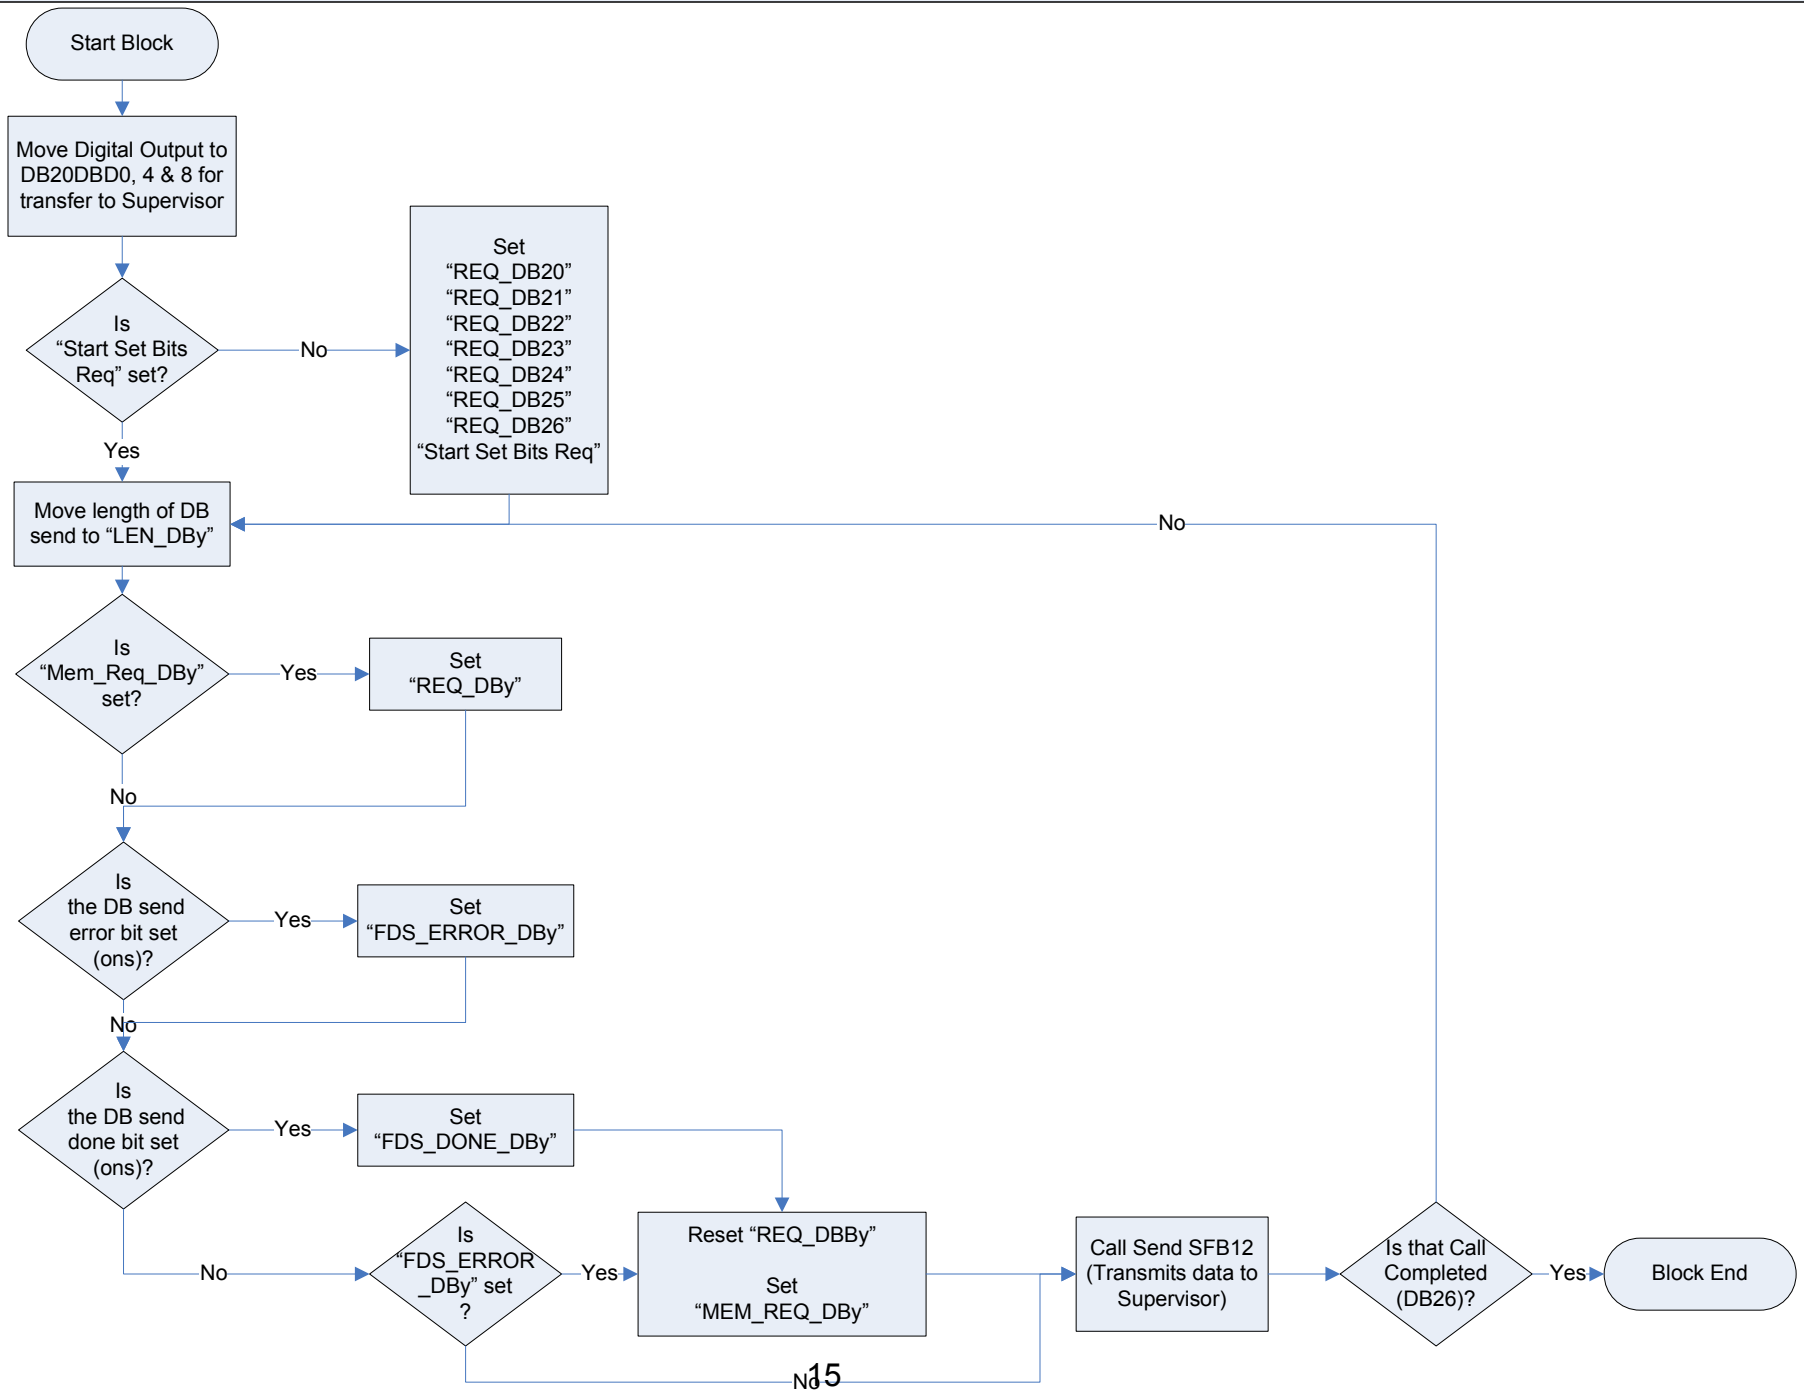 Start Block
Move Digital Output to
DB20DBD0, 4 & 8 for
transfer to Supervisor
Is
“Start Set Bits
Req” set?
No
Set
“REQ_DB20”
“REQ_DB21”
“REQ_DB22”
“REQ_DB23”
“REQ_DB24”
“REQ_DB25”
“REQ_DB26”
“Start Set Bits Req”
Yes
Move length of DB
send to “LEN_DBy”
No
Is
“Mem_Req_DBy”
set?
Yes
Set
“REQ_DBy”
No
Is
the DB send
error bit set
(ons)?
Yes
Set
“FDS_ERROR_DBy”
No
Is
the DB send
done bit set
(ons)?
Yes
Set
“FDS_DONE_DBy”
No
Is
“FDS_ERROR
_DBy” set
?
Yes
Reset “REQ_DBBy”
Set
“MEM_REQ_DBy”
No
Call Send SFB12
(Transmits data to
Supervisor)
Is that Call
Completed
(DB26)?
Yes
Block End
15